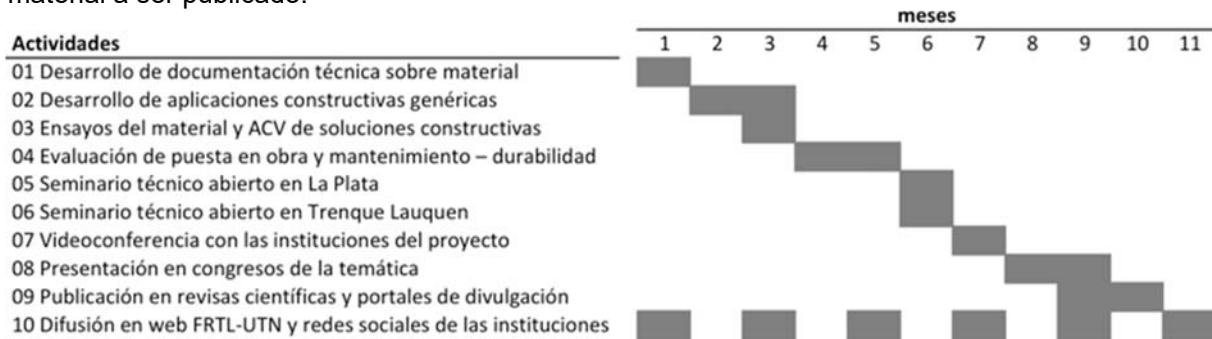 material a ser publicado.
meses
Actividades 1 2 3 4 5 6 7 8 9 10 11
01 Desarrollo de documentación técnica sobre material
02 Desarrollo de aplicaciones constructivas genéricas
03 Ensayos del material y ACV de soluciones constructivas
04 Evaluación de puesta en obra y mantenimiento – durabilidad
05 Seminario técnico abierto en La Plata
06 Seminario técnico abierto en Trenque Lauquen
07 Videoconferencia con las instituciones del proyecto
08 Presentación en congresos de la temática
09 Publicación en revisas científicas y portales de divulgación
10 Difusión en web FRTL-UTN y redes sociales de las instituciones